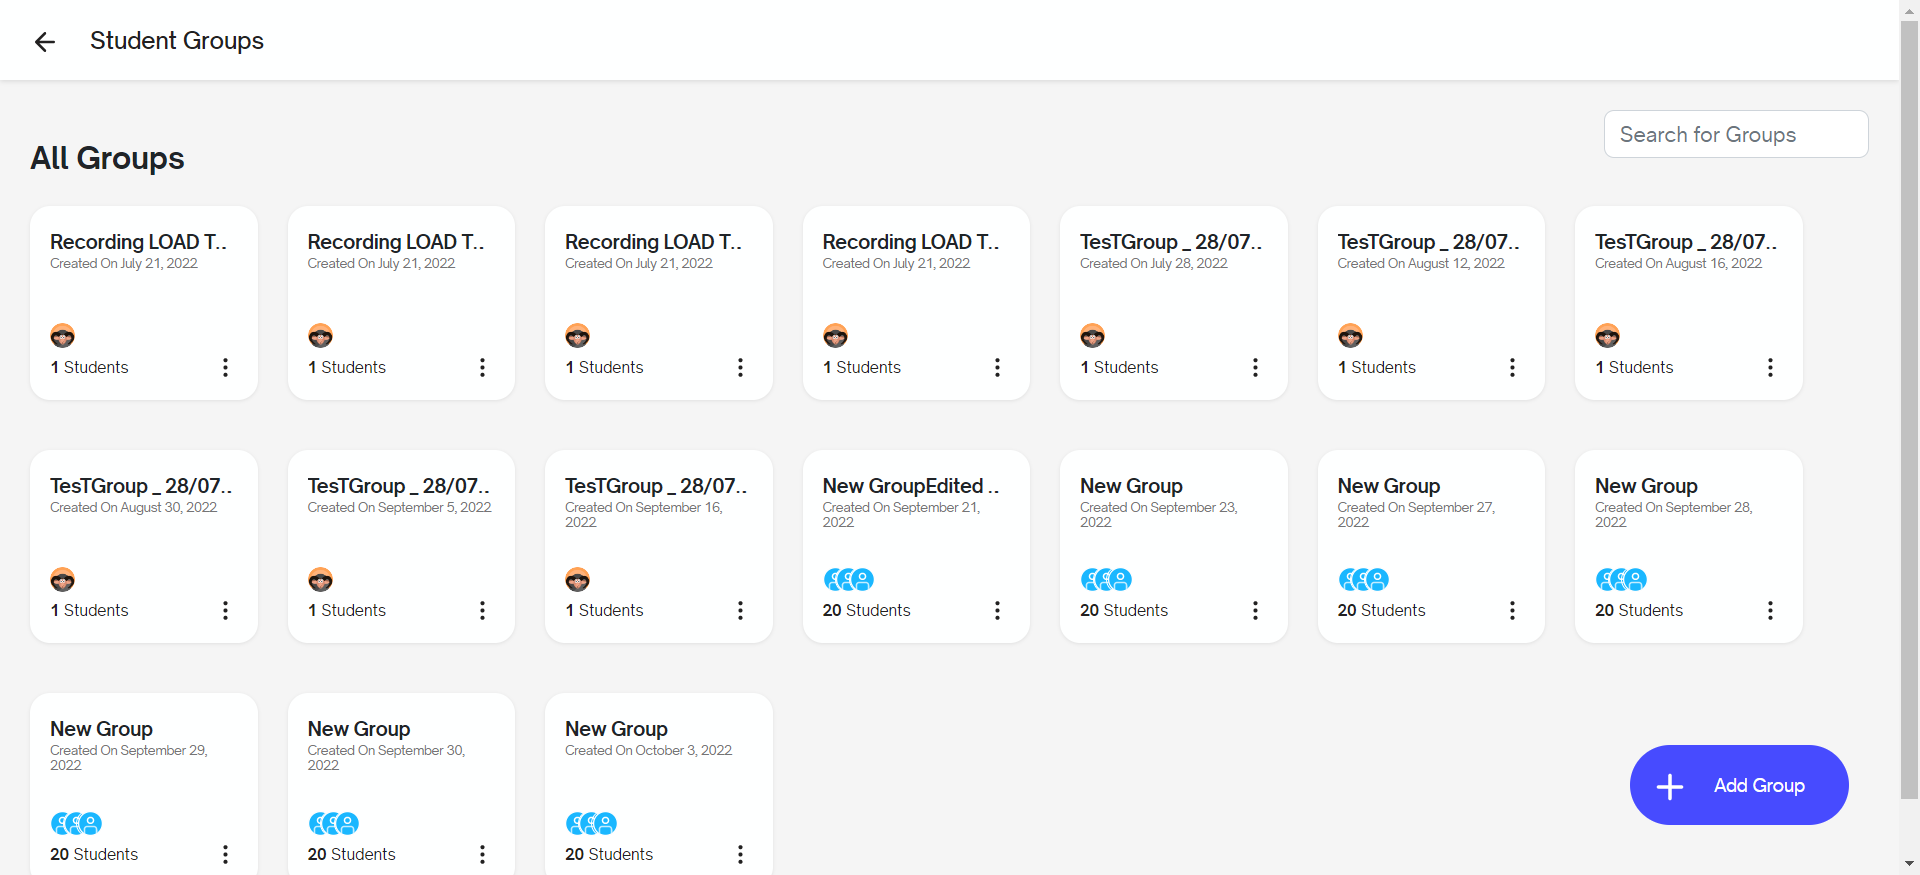 Student Groups
Search for Groups
All Groups
Recording LOAD T..
Created On July 21, 2022
1 Students
Recording LOAD T..
Created On July 21, 2022
1 Students
Recording LOAD T..
Created On July 21, 2022
1 Students
Recording LOAD T..
Created On July 21, 2022
1 Students
TesTGroup _ 28/07..
Created On July 28, 2022
1 Students
TesTGroup _ 28/07..
Created On August 12, 2022
1 Students
TesTGroup _ 28/07..
Created On August 16, 2022
1 Students
TesTGroup _ 28/07..
Created On August 30, 2022
1 Students
TesTGroup _ 28/07..
Created On September 5, 2022
1 Students
TesTGroup _ 28/07..
Created On September 16,
2022
1 Students
New GroupEdited ..
Created On September 21,
2022
20 Students
New Group
Created On September 23,
2022
20 Students
New Group
Created On September 27,
2022
20 Students
New Group
Created On September 28,
2022
20 Students
New Group
Created On September 29,
2022
20 Students
New Group
Created On September 30,
2022
20 Students
New Group
Created On October 3, 2022
20 Students
Add Group